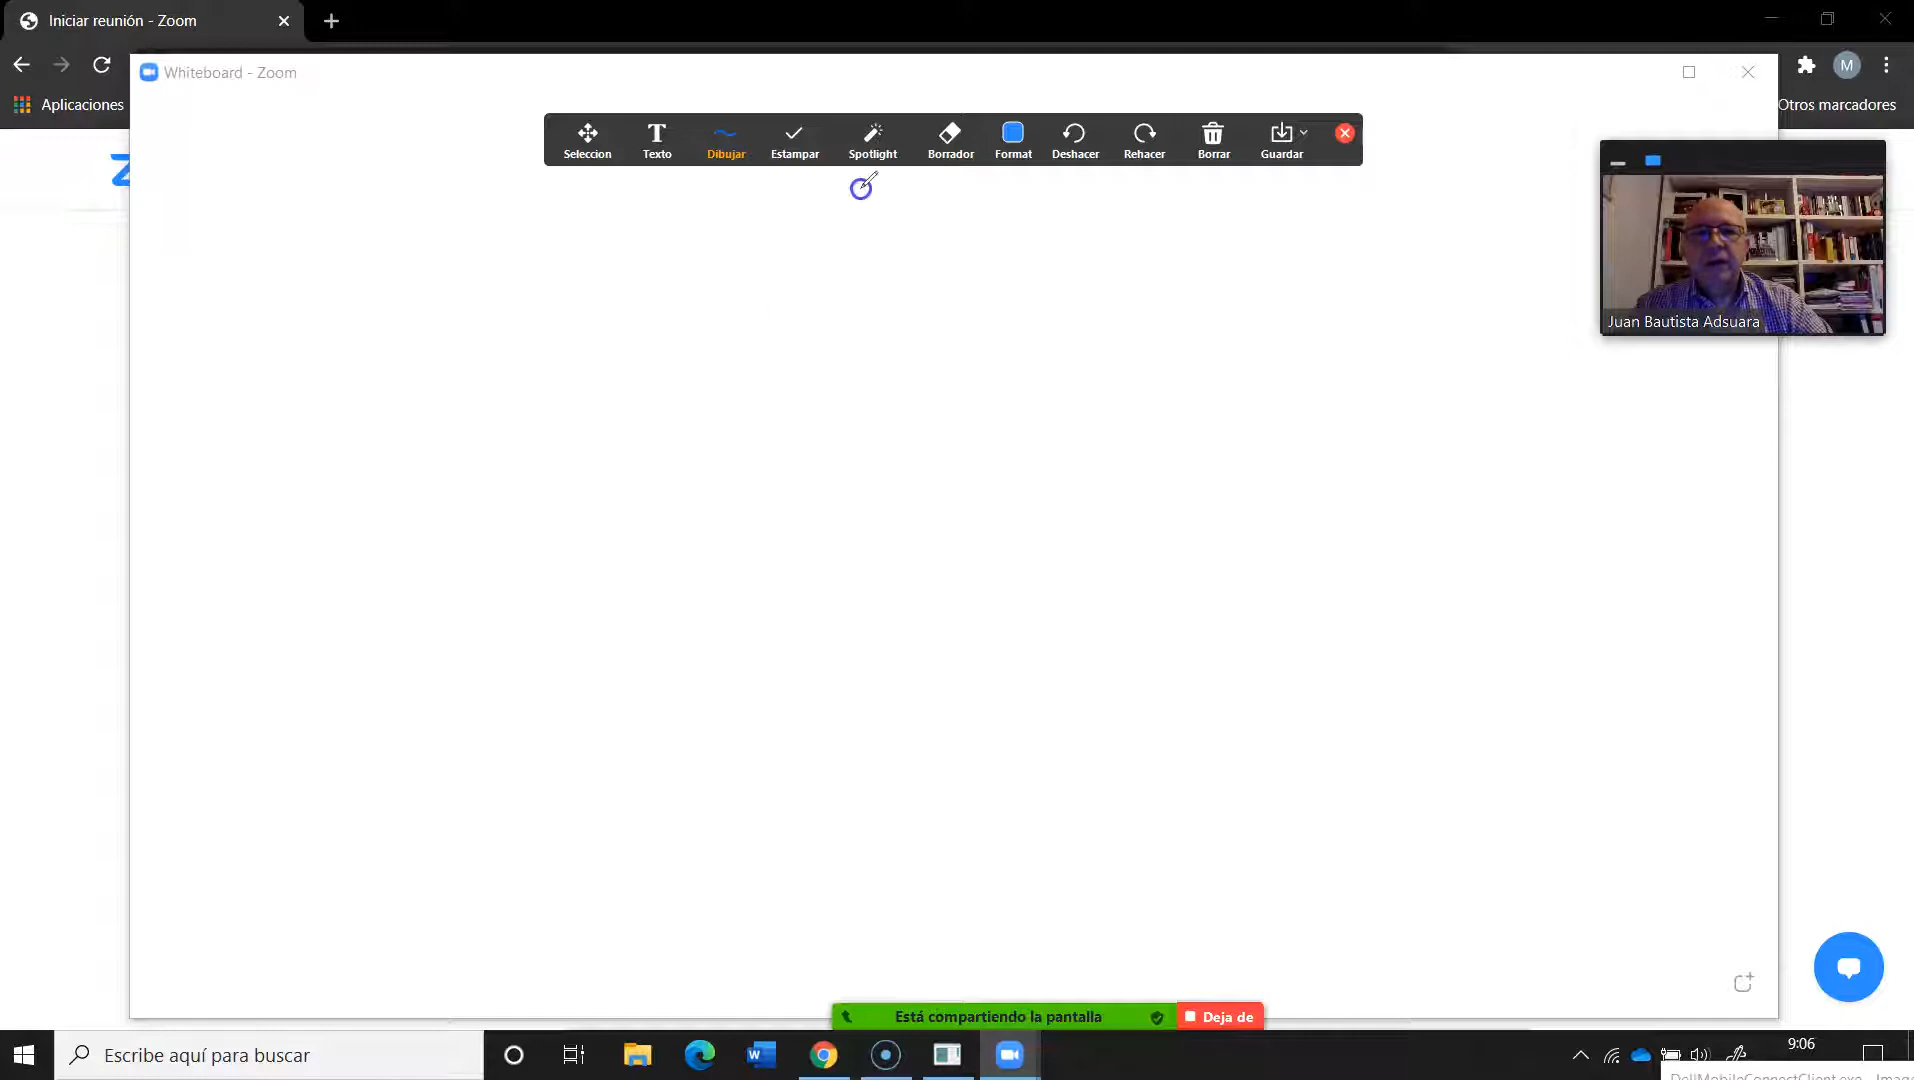 Iniciar reunión - Zoom
Aplicaciones
Whiteboard - Zoom
M
Otros marcadores
Seleccion
Texto
Dibujar
Estampar
Spotlight
Borrador
Format
Deshacer
Rehacer
Borrar
Guardar
Juan Bautista Adsuara
Está compartiendo la pantalla
Deja de
Escribe aquí para buscar
9:06